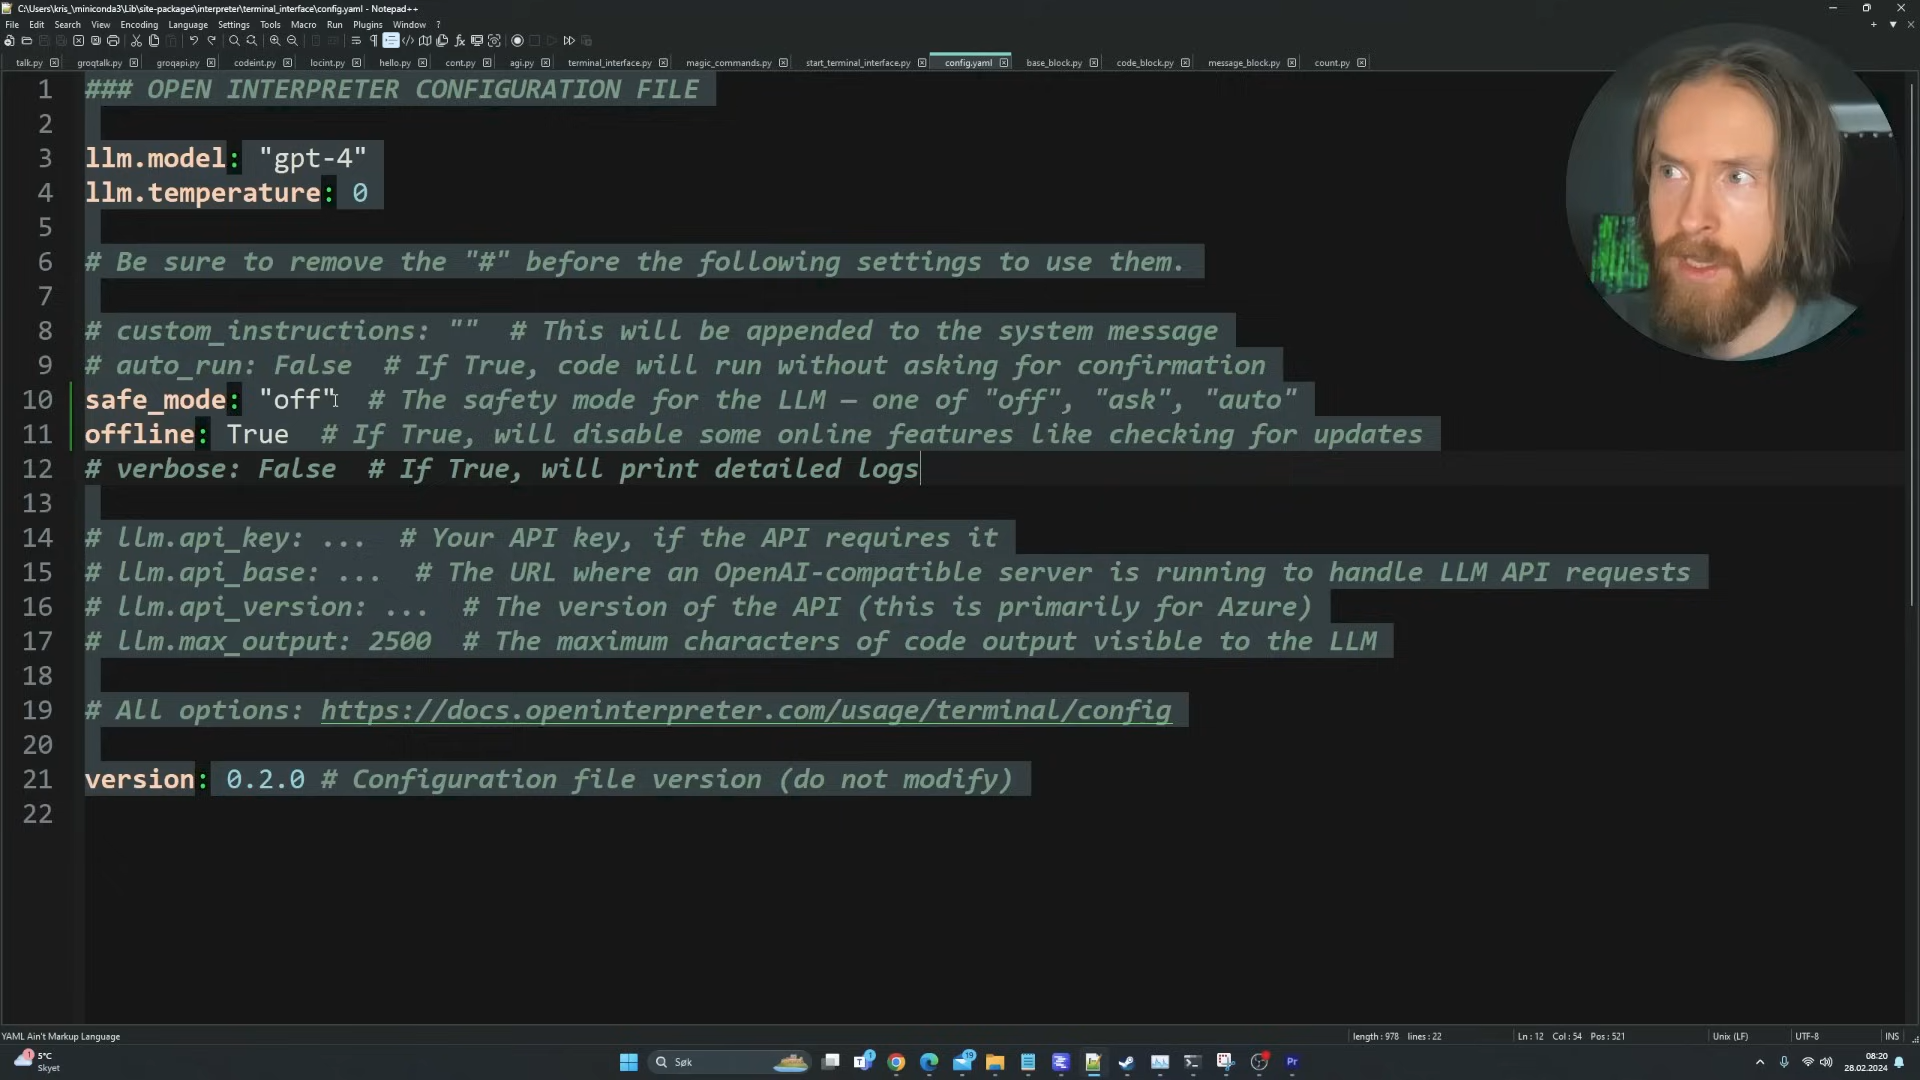 C:\Users\kris_\miniconda3\Lib\site-packages\interpreter\terminal_interface\config.yaml - Notepad++
File Edit Search View Encoding Language Settings Tools Macro Run Plugins Window ?
talk.py groqtalk.py groqapi.py codeint.py locint.py hello.py cont.py agi.py terminal_interface.py magic_commands.py start_terminal_interface.py config.yaml base_block.py code_block.py message_block.py count.py
1 ### OPEN INTERPRETER CONFIGURATION FILE
2
3 llm.model: "gpt-4"
4 llm.temperature: 0
5
6 # Be sure to remove the "#" before the following settings to use them.
7
8 # custom_instructions: "" # This will be appended to the system message
9 # auto_run: False # If True, code will run without asking for confirmation
10 safe_mode: "off" # The safety mode for the LLM — one of "off", "ask", "auto"
11 offline: True # If True, will disable some online features like checking for updates
12 # verbose: False # If True, will print detailed logs
13
14 # llm.api_key: ... # Your API key, if the API requires it
15 # llm.api_base: ... # The URL where an OpenAI-compatible server is running to handle LLM API requests
16 # llm.api_version: ... # The version of the API (this is primarily for Azure)
17 # llm.max_output: 2500 # The maximum characters of code output visible to the LLM
18
19 # All options: https://docs.openinterpreter.com/usage/terminal/config
20
21 version: 0.2.0 # Configuration file version (do not modify)
22
YAML Ain't Markup Language length : 978 lines : 22 Ln : 12 Col : 54 Pos : 521 Unix (LF) UTF-8 INS
1 5°C
Skyet
Søk
1
19
Pr
08:20
28.02.2024